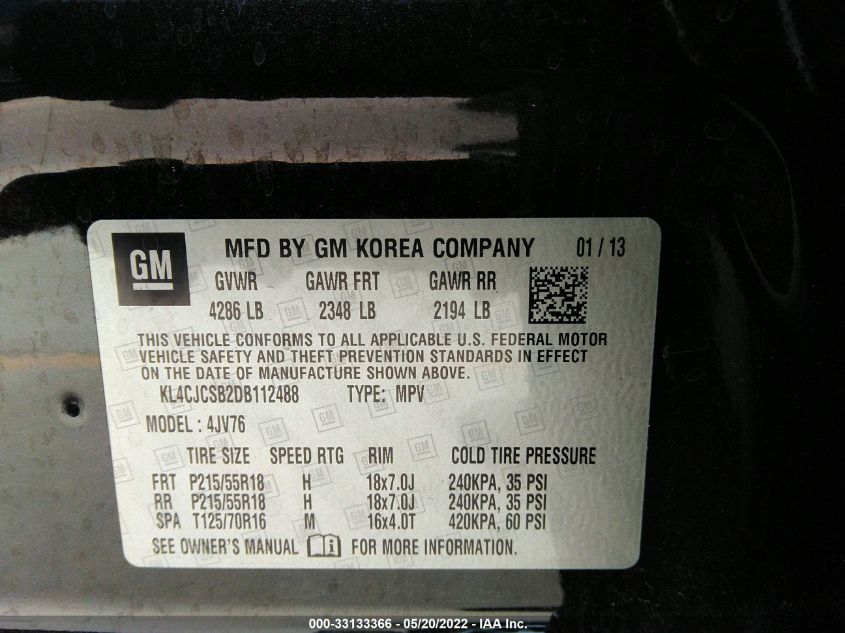 GM MFD BY GM KOREA COMPANY 01 / 13
GVWR GAWR FRT GAWR RR
4286 LB 2348 LB 2194 LB
THIS VEHICLE CONFORMS TO ALL APPLICABLE U.S. FEDERAL MOTOR
VEHICLE SAFETY AND THEFT PREVENTION STANDARDS IN EFFECT
ON THE DATE OF MANUFACTURE SHOWN ABOVE.
KL4CJCSB2DB112488 TYPE: MPV
MODEL : 4JV76
TIRE SIZE SPEED RTG RIM COLD TIRE PRESSURE
FRT P215/55R18 H 18x7.0J 240KPA, 35 PSI
RR P215/55R18 H 18x7.0J 240KPA, 35 PSI
SPA T125/70R16 M 16x4.0T 420KPA, 60 PSI
SEE OWNER'S MANUAL i FOR MORE INFORMATION.
000-33133366 - 05/20/2022 - IAA Inc.